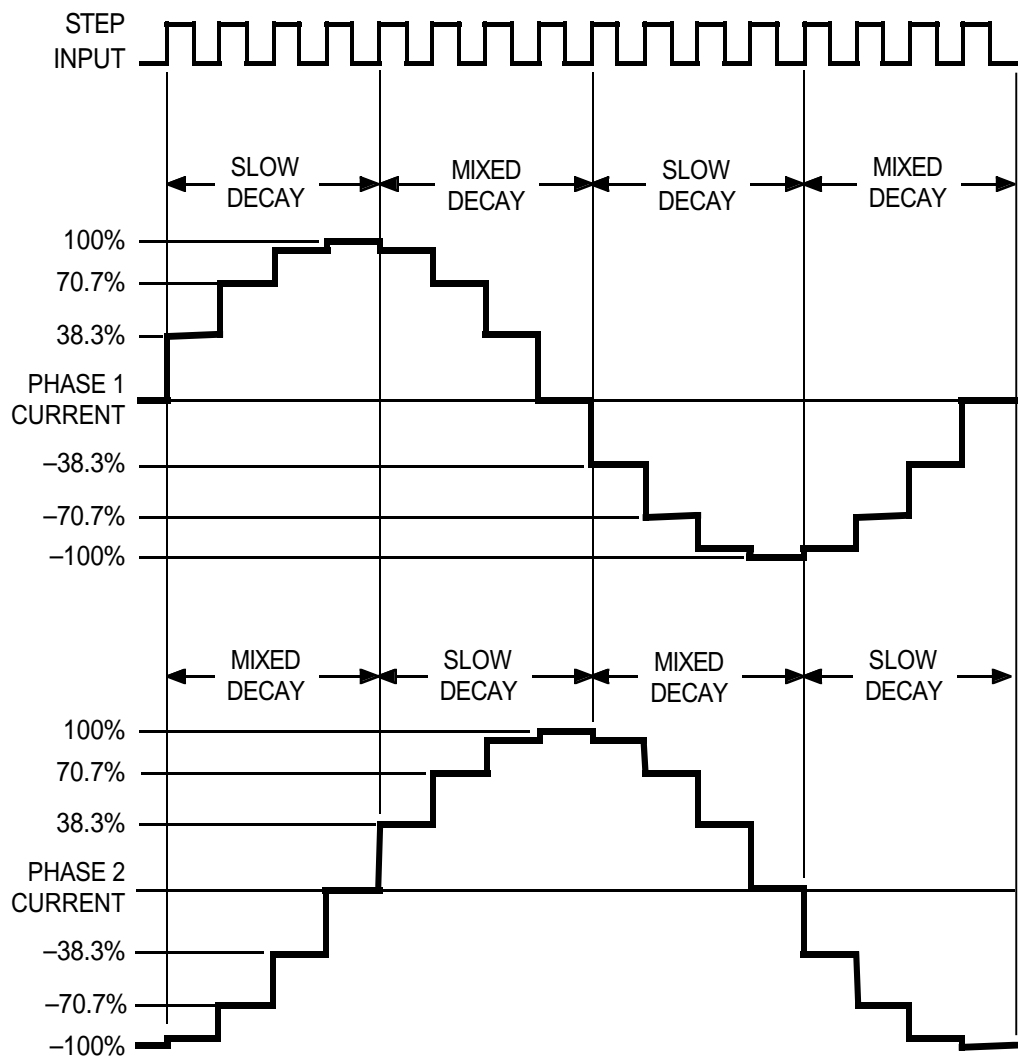 STEP
INPUT
SLOW
DECAY
MIXED
DECAY
SLOW
DECAY
MIXED
DECAY
100%
70.7%
38.3%
PHASE 1
CURRENT
–38.3%
–70.7%
–100%
MIXED
DECAY
SLOW
DECAY
MIXED
DECAY
SLOW
DECAY
100%
70.7%
38.3%
PHASE 2
CURRENT
–38.3%
–70.7%
–100%